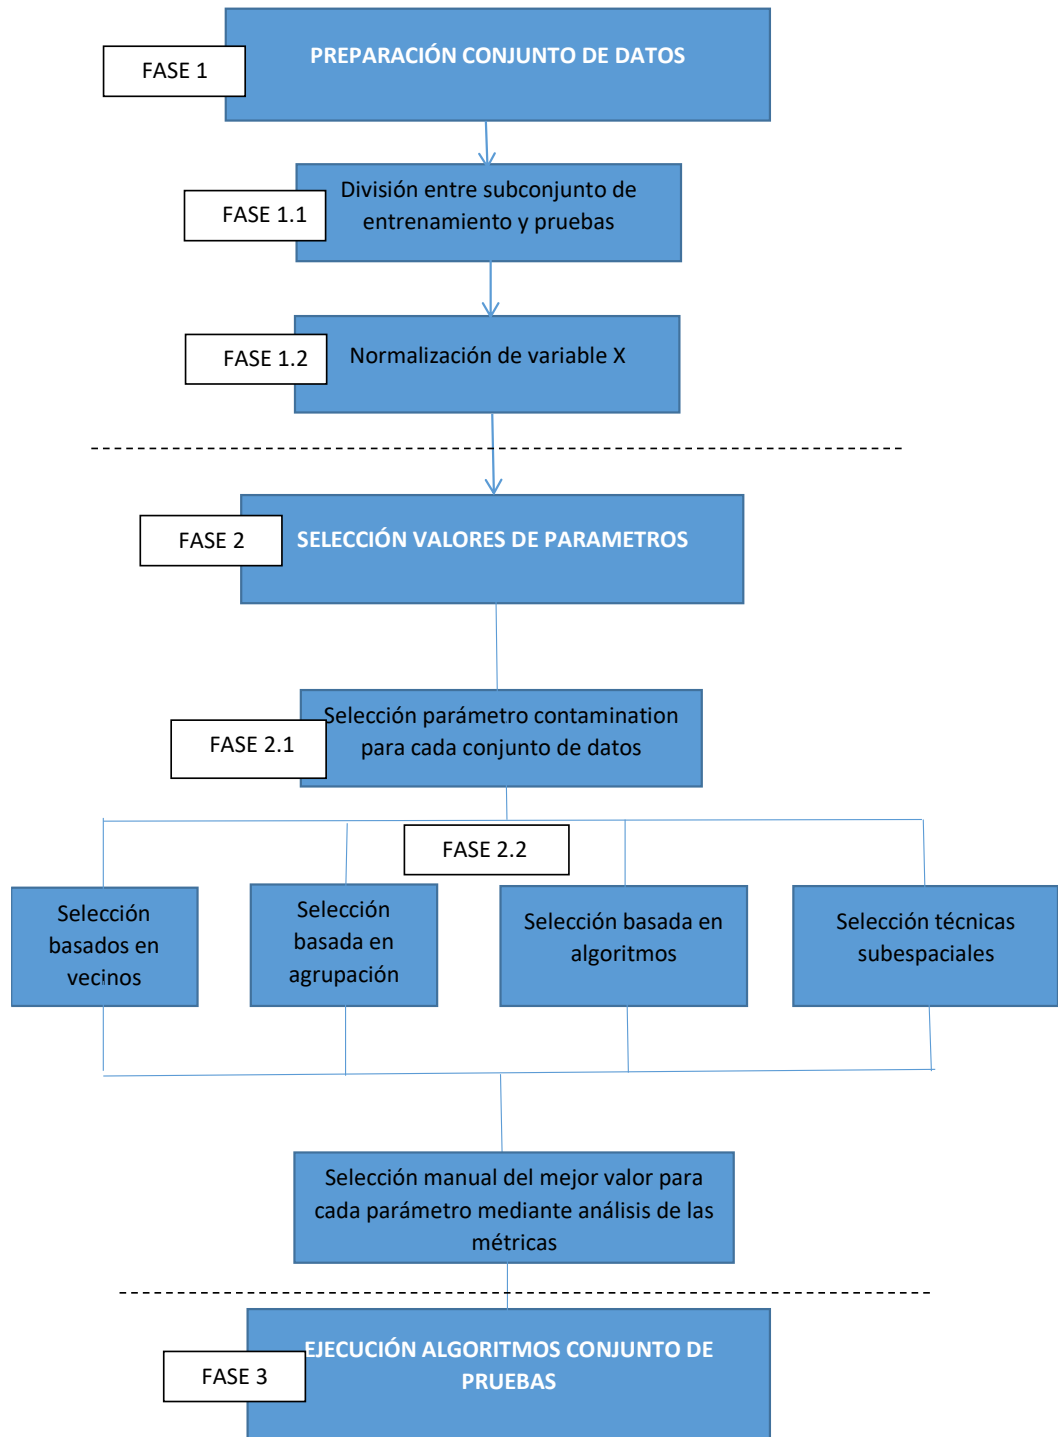 PREPARACIÓN CONJUNTO DE DATOS
FASE 1
División entre subconjunto de
entrenamiento y pruebas
FASE 1.1
Normalización de variable X
FASE 1.2
SELECCIÓN VALORES DE PARAMETROS
FASE 2
Selección parámetro contamination
para cada conjunto de datos
FASE 2.1
FASE 2.2
Selección
basados en
vecinos
Selección
basada en
agrupación
Selección basada en
algoritmos
Selección técnicas
subespaciales
Selección manual del mejor valor para
cada parámetro mediante análisis de las
métricas
EJECUCIÓN ALGORITMOS CONJUNTO DE
PRUEBAS
FASE 3